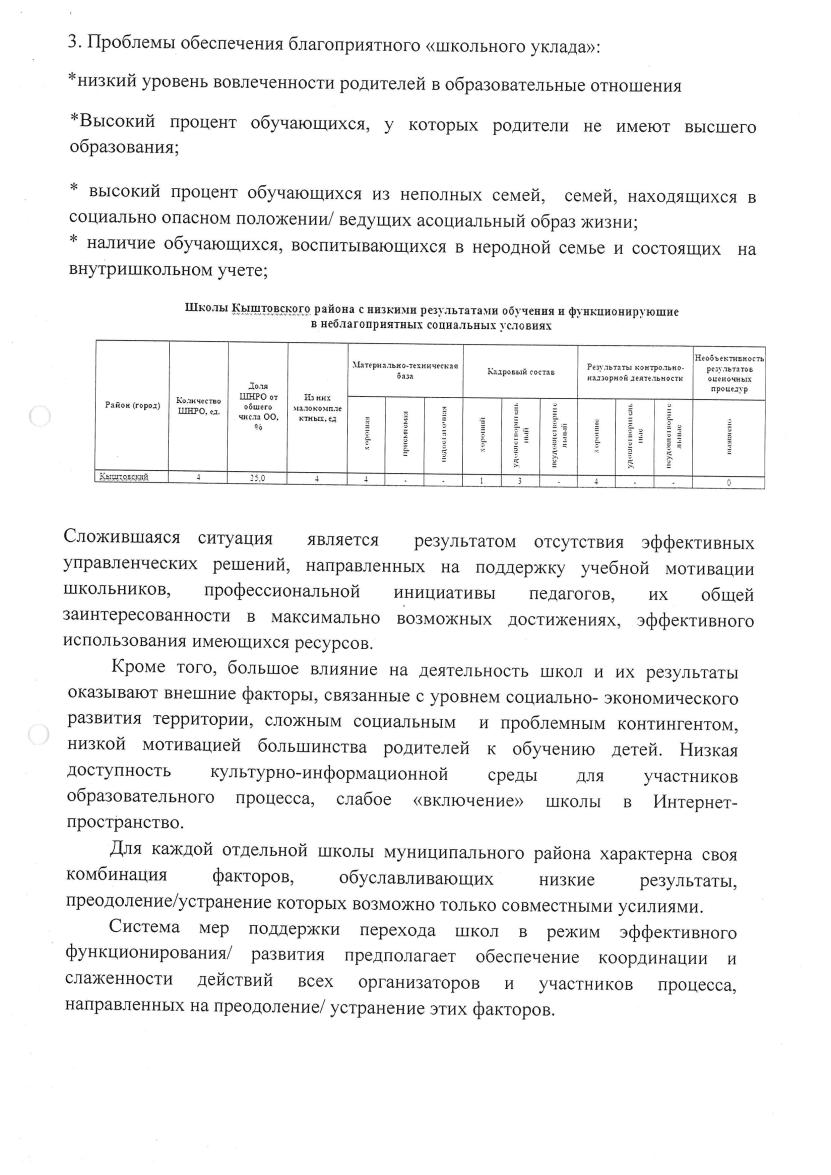 3. Проблемы обеспечения благоприятного «школьного уклада»:
*низкий уровень вовлеченности родителей в образовательные отношения
*Высокий процент обучающихся, у которых родители не имеют высшего
образования;
* высокий процент обучающихся из неполных семей, семей, находящихся в
социально опасном положении/ ведущих асоциальный образ жизни;
* наличие обучающихся, воспитывающихся в неродной семье и состоящих на
внутришкольном учете;
Школы Кыштовского района с низкими результатами обучения и функционирующие
в неблагоприятных социальных условиях
Район (город)
Количество
ШНРО, ед.
Доля
ШНРО от
общего
числа ОО,
%
Из них
малокомпле
ктных, ед
Материально-техническая
база
Кадровый состав
Результаты контрольно-
надзорной деятельности
Необъективность
результатов
оценочных
процедур
хорошая
приемлемая
недостаточная
хороший
удовлетворитель
ный
неудовлетворите
льный
хорошие
удовлетворитель
ные
неудовлетворите
льные
выявлено
Кыштовский 4 25,0 4 4 - - 1 3 - 4 - - 0
Сложившаяся ситуация является результатом отсутствия эффективных
управленческих решений, направленных на поддержку учебной мотивации
школьников, профессиональной инициативы педагогов, их общей
заинтересованности в максимально возможных достижениях, эффективного
использования имеющихся ресурсов.
Кроме того, большое влияние на деятельность школ и их результаты
оказывают внешние факторы, связанные с уровнем социально- экономического
развития территории, сложным социальным и проблемным контингентом,
низкой мотивацией большинства родителей к обучению детей. Низкая
доступность культурно-информационной среды для участников
образовательного процесса, слабое «включение» школы в Интернет-
пространство.
Для каждой отдельной школы муниципального района характерна своя
комбинация факторов, обуславливающих низкие результаты,
преодоление/устранение которых возможно только совместными усилиями.
Система мер поддержки перехода школ в режим эффективного
функционирования/ развития предполагает обеспечение координации и
слаженности действий всех организаторов и участников процесса,
направленных на преодоление/ устранение этих факторов.